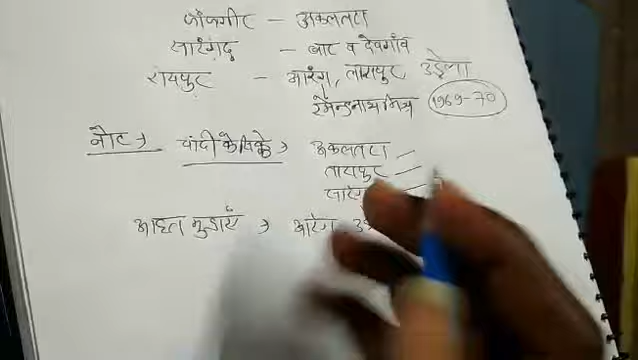 जाँजगीर - अकलतरा
सारंगढ़ - बार व देवगाँव
रायपुर - आरंग, तारापुर उड़ेला
रमेन्द्रनाथ मिश्र 1969-70
नोट → चांदी के सिक्के → अकलतरा
तारापुर
सारंग
आहत मुद्राएं → आरंग,